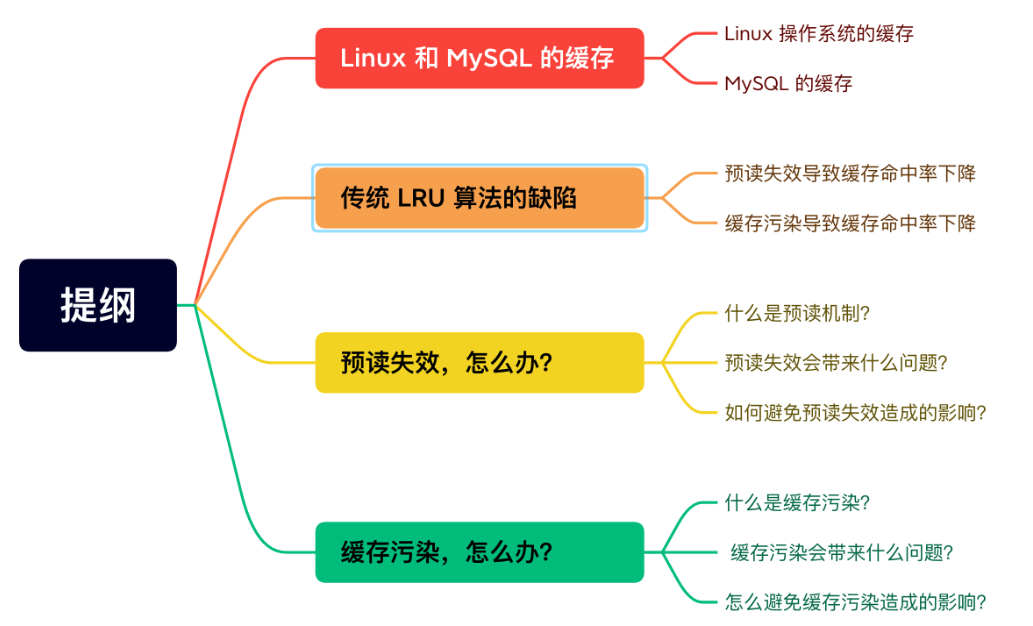 提纲
Linux 和 MySQL 的缓存
Linux 操作系统的缓存
MySQL 的缓存
传统 LRU 算法的缺陷
预读失效导致缓存命中率下降
缓存污染导致缓存命中率下降
预读失效，怎么办?
什么是预读机制?
预读失效会带来什么问题?
如何避免预读失效造成的影响?
缓存污染，怎么办?
什么是缓存污染?
缓存污染会带来什么问题?
怎么避免缓存污染造成的影响?